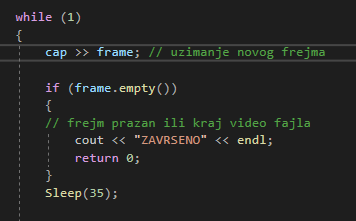 while (1)
{
cap >> frame; // uzimanje novog frejma
if (frame.empty())
{
// frejm prazan ili kraj video fajla
cout << "ZAVRSENO" << endl;
return 0;
}
Sleep(35);